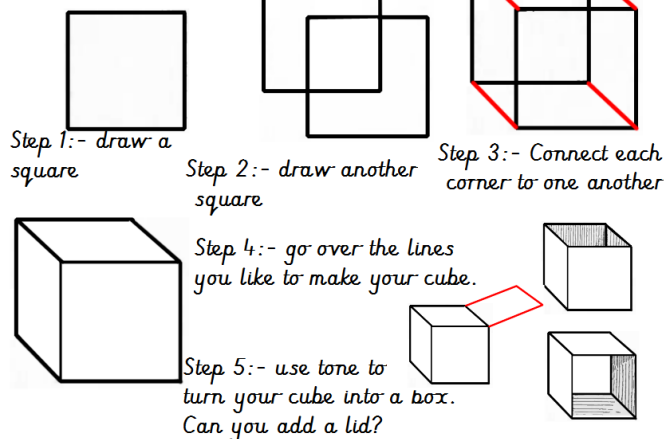 Step 1:- draw a
square
Step 2:- draw another
square
Step 3:- Connect each
corner to one another
Step 4:- go over the lines
you like to make your cube.
Step 5:- use tone to
turn your cube into a box.
Can you add a lid?